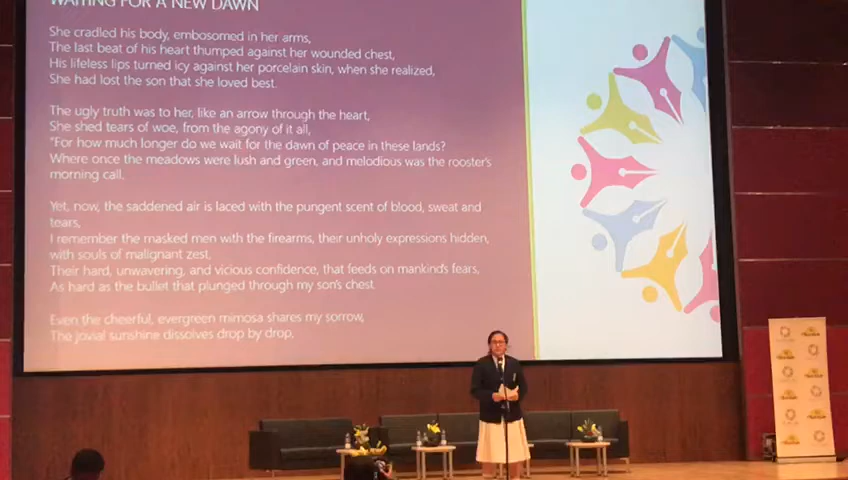 WAITING FOR A NEW DAWN
She cradled his body, embosomed in her arms,
The last beat of his heart thumped against her wounded chest,
His lifeless lips turned icy against her porcelain skin, when she realized,
She had lost the son that she loved best.
The ugly truth was to her, like an arrow through the heart,
She shed tears of woe, from the agony of it all,
"For how much longer do we wait for the dawn of peace in these lands?
Where once the meadows were lush and green, and melodious was the rooster's
morning call.
Yet, now, the saddened air is laced with the pungent scent of blood, sweat and
tears,
I remember the masked men with the firearms, their unholy expressions hidden,
with souls of malignant zest,
Their hard, unwavering, and vicious confidence, that feeds on mankind's fears,
As hard as the bullet that plunged through my son's chest.
Even the cheerful, evergreen mimosa shares my sorrow,
The jovial sunshine dissolves drop by drop,